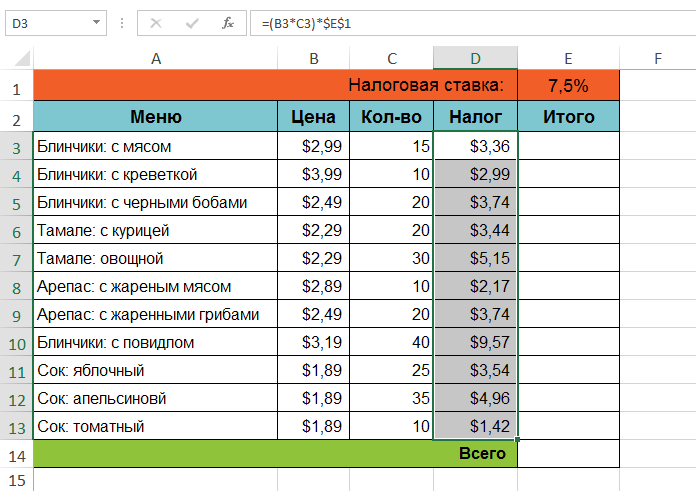 D3 fx =(B3*C3)*$E$1
A B C D E F
1 Налоговая ставка: 7,5%
2 Меню Цена Кол-во Налог Итого
3 Блинчики: с мясом $2,99 15 $3,36
4 Блинчики: с креветкой $3,99 10 $2,99
5 Блинчики: с черными бобами $2,49 20 $3,74
6 Тамале: с курицей $2,29 20 $3,44
7 Тамале: овощной $2,29 30 $5,15
8 Арепас: с жареным мясом $2,89 10 $2,17
9 Арепас: с жаренными грибами $2,49 20 $3,74
10 Блинчики: с повидлом $3,19 40 $9,57
11 Сок: яблочный $1,89 25 $3,54
12 Сок: апельсиновй $1,89 35 $4,96
13 Сок: томатный $1,89 10 $1,42
14 Всего
15